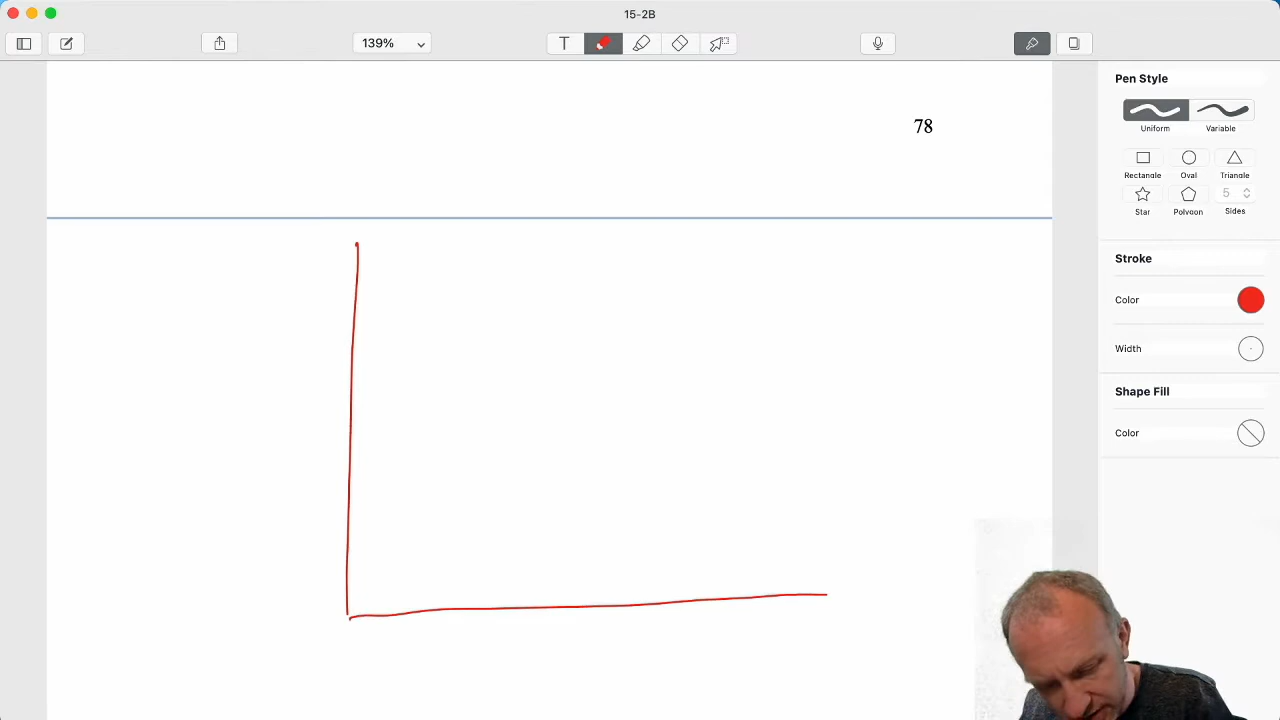 15-2B
139%
T
78
Pen Style
Uniform
Variable
Rectangle
Oval
Triangle
5
Star
Polygon
Sides
Stroke
Color
Width
Shape Fill
Color